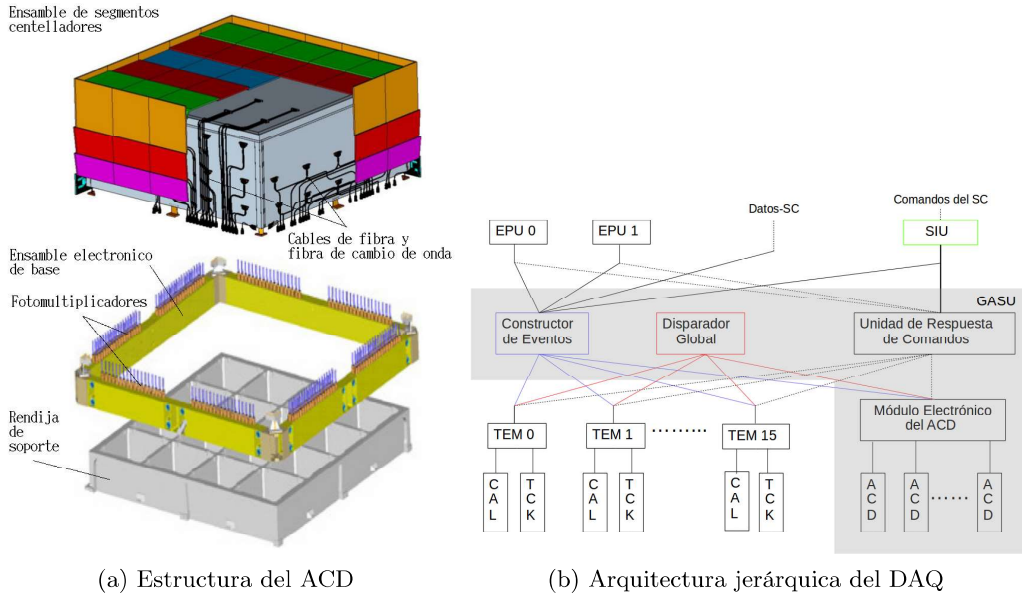 Ensamble de segmentos
centelladores
Cables de fibra y
fibra de cambio de onda
Ensamble electronico
de base
Fotomultiplicadores
Rendija
de
soporte
(a) Estructura del ACD
Comandos del SC
Datos-SC
EPU 0
EPU 1
SIU
GASU
Constructor
de Eventos
Disparador
Global
Unidad de Respuesta
de Comandos
Módulo Electrónico
del ACD
TEM 0
TEM 1
TEM 15
CAL
TCK
CAL
TCK
CAL
TCK
ACD
ACD
ACD
(b) Arquitectura jerárquica del DAQ